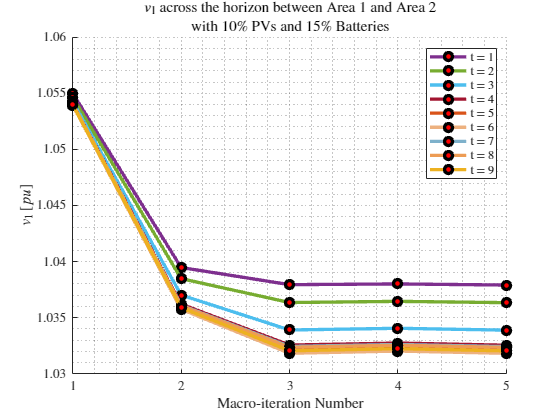 v₁ across the horizon between Area 1 and Area 2
with 10% PVs and 15% Batteries
1.06
1.055
1.05
1.045
1.04
1.035
1.03
v₁ [pu]
1
2
3
4
5
Macro-iteration Number
t = 1
t = 2
t = 3
t = 4
t = 5
t = 6
t = 7
t = 8
t = 9